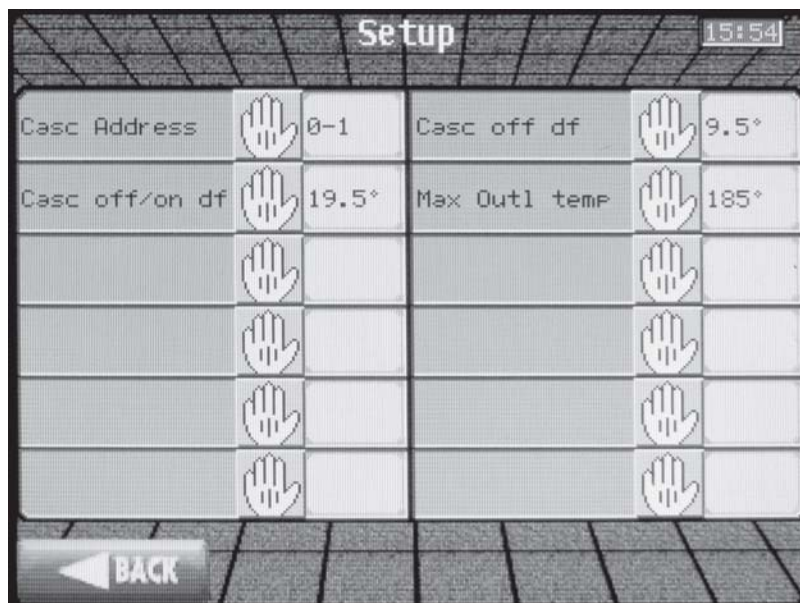 Setup
15:54
Casc Address 0-1 Casc off df 9.5°
Casc off/on df 19.5° Max Outl temp 185°
BACK